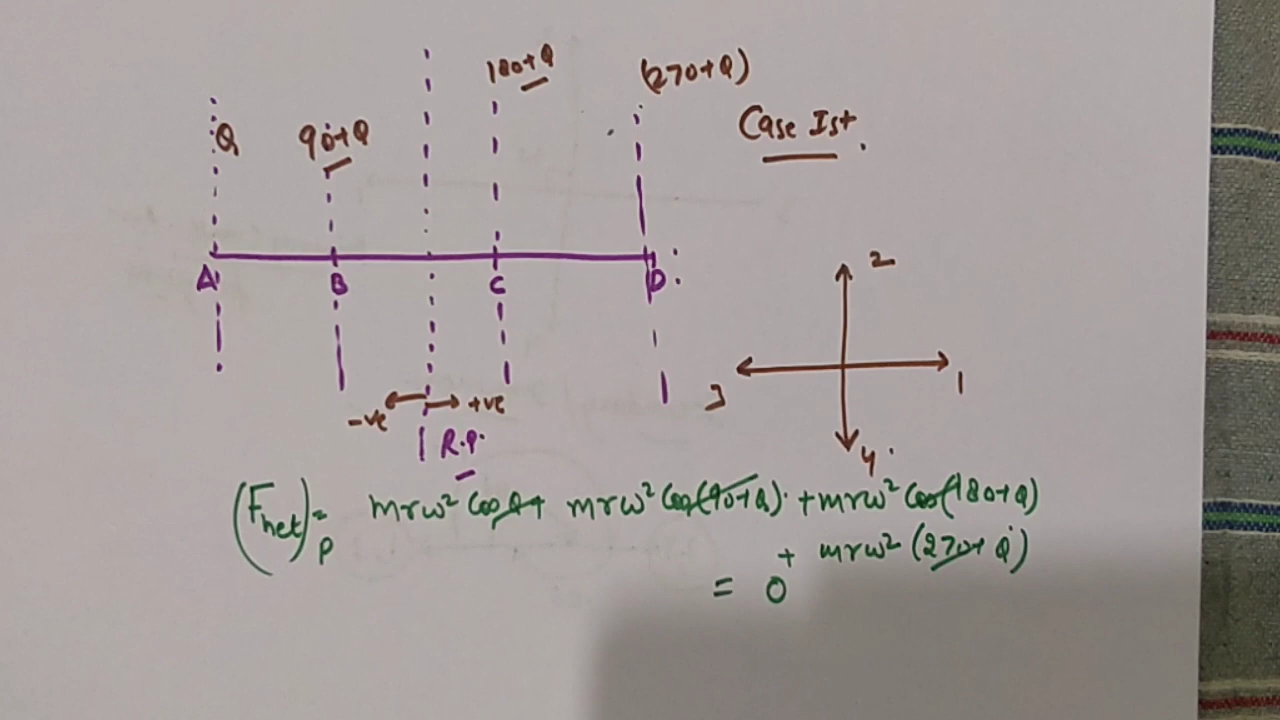 Q 90+Q 180+Q (270+Q)
Case Ist.
A B C D
2
3 1
4.
-ve +ve
R.P.
(Fnet)P = mrω² cosQ + mrω² cos(90+Q) + mrω² cos(180+Q)
+ mrω² (270+Q)
= 0